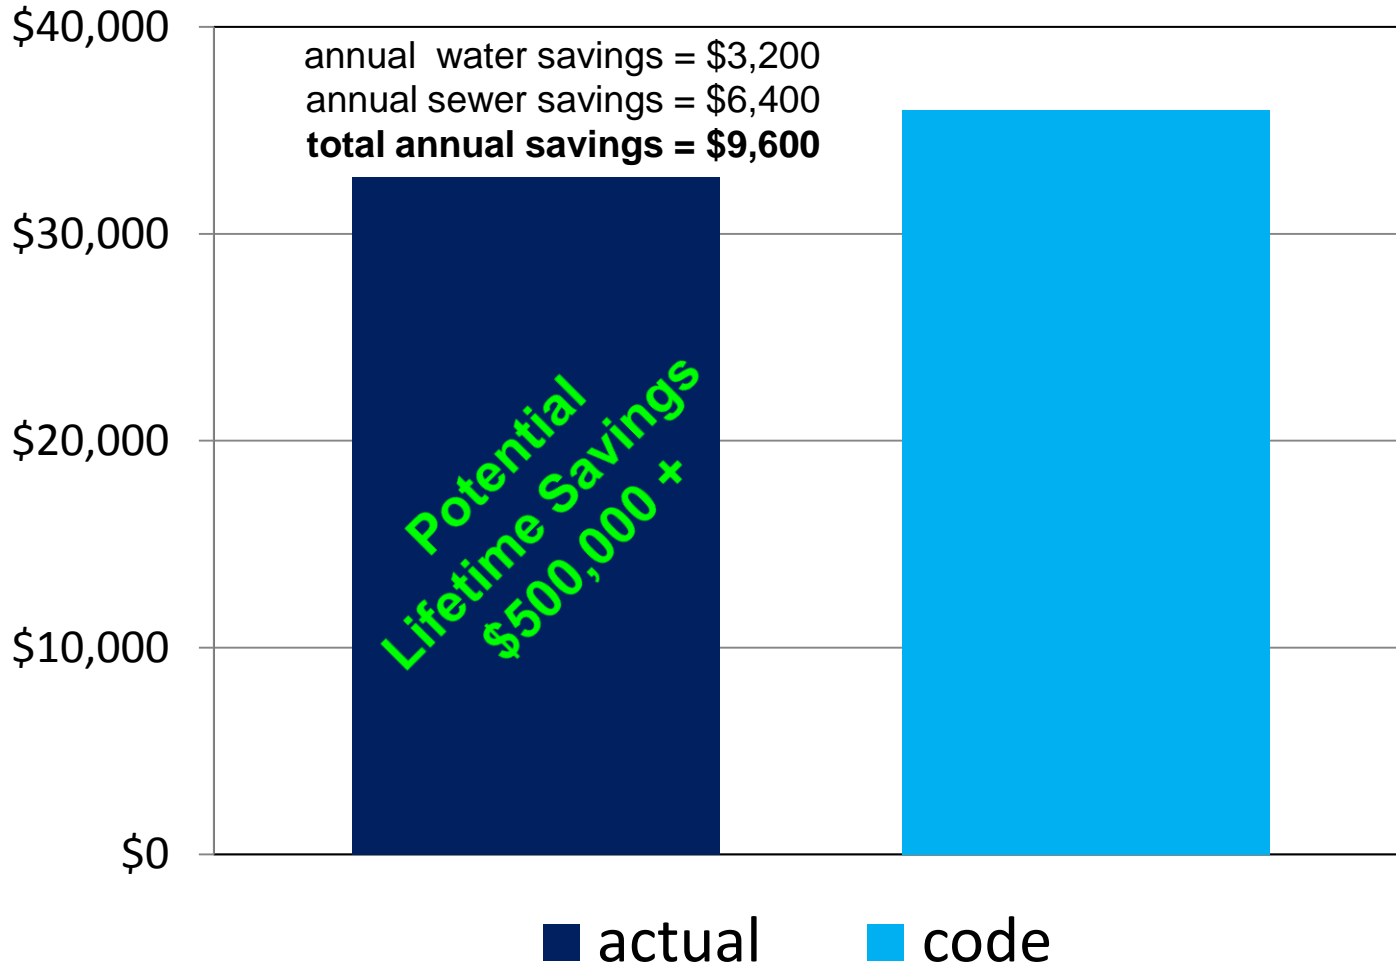 $40,000
annual  water savings = $3,200
annual sewer savings = $6,400
total annual savings = $9,600
$30,000
$20,000
Potential
Lifetime Savings
$500,000 +
$10,000
$0
actual
code